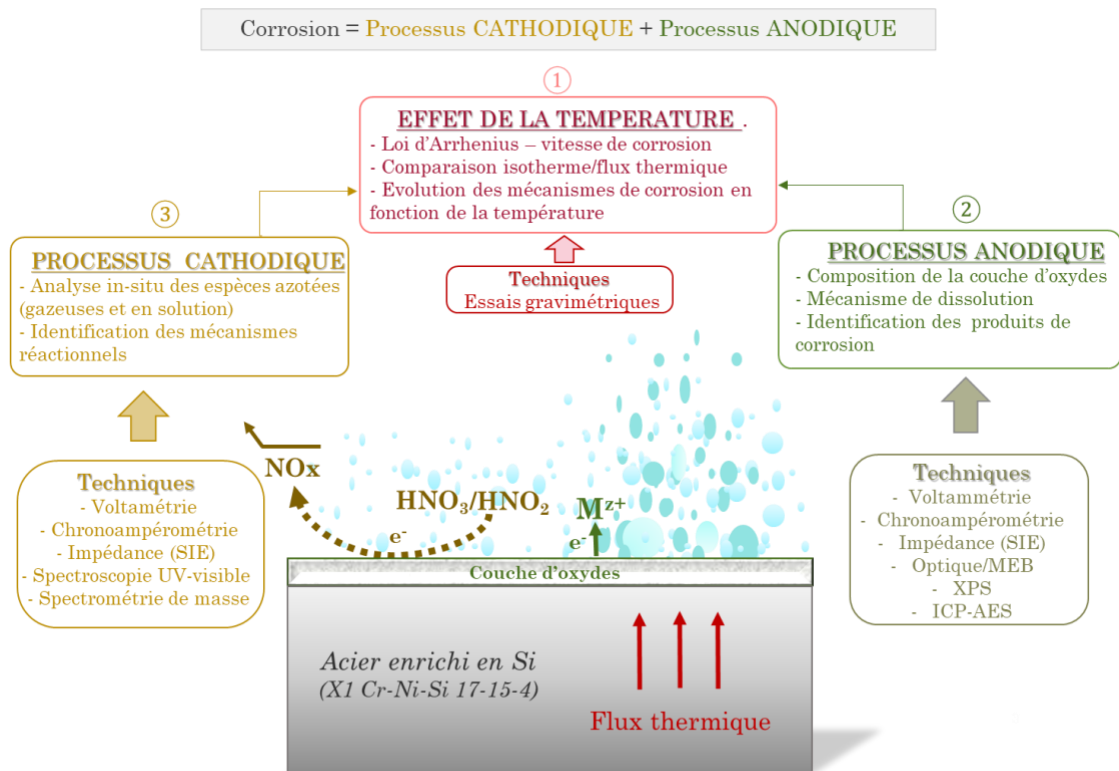 Corrosion = Processus CATHODIQUE + Processus ANODIQUE
①
EFFET DE LA TEMPERATURE .
- Loi d'Arrhenius – vitesse de corrosion
- Comparaison isotherme/flux thermique
- Evolution des mécanismes de corrosion en
fonction de la température
Techniques
Essais gravimétriques
③
PROCESSUS CATHODIQUE
- Analyse in-situ des espèces azotées
(gazeuses et en solution)
- Identification des mécanismes
réactionnels
②
PROCESSUS ANODIQUE
- Composition de la couche d'oxydes
- Mécanisme de dissolution
- Identification des produits de
corrosion
Techniques
- Voltamétrie
- Chronoampérométrie
- Impédance (SIE)
- Spectroscopie UV-visible
- Spectrométrie de masse
NOx
HNO₃/HNO₂
e⁻
Mᶻ⁺
e⁻
Techniques
- Voltammétrie
- Chronoampérométrie
- Impédance (SIE)
- Optique/MEB
- XPS
- ICP-AES
Couche d'oxydes
Acier enrichi en Si
(X1 Cr-Ni-Si 17-15-4)
Flux thermique